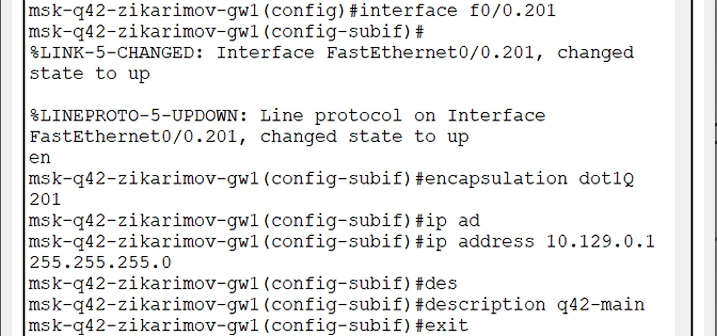 msk-q42-zikarimov-gw1(config)#interface f0/0.201
msk-q42-zikarimov-gw1(config-subif)#
%LINK-5-CHANGED: Interface FastEthernet0/0.201, changed
state to up

%LINEPROTO-5-UPDOWN: Line protocol on Interface
FastEthernet0/0.201, changed state to up
en
msk-q42-zikarimov-gw1(config-subif)#encapsulation dot1Q
201
msk-q42-zikarimov-gw1(config-subif)#ip ad
msk-q42-zikarimov-gw1(config-subif)#ip address 10.129.0.1
255.255.255.0
msk-q42-zikarimov-gw1(config-subif)#des
msk-q42-zikarimov-gw1(config-subif)#description q42-main
msk-q42-zikarimov-gw1(config-subif)#exit